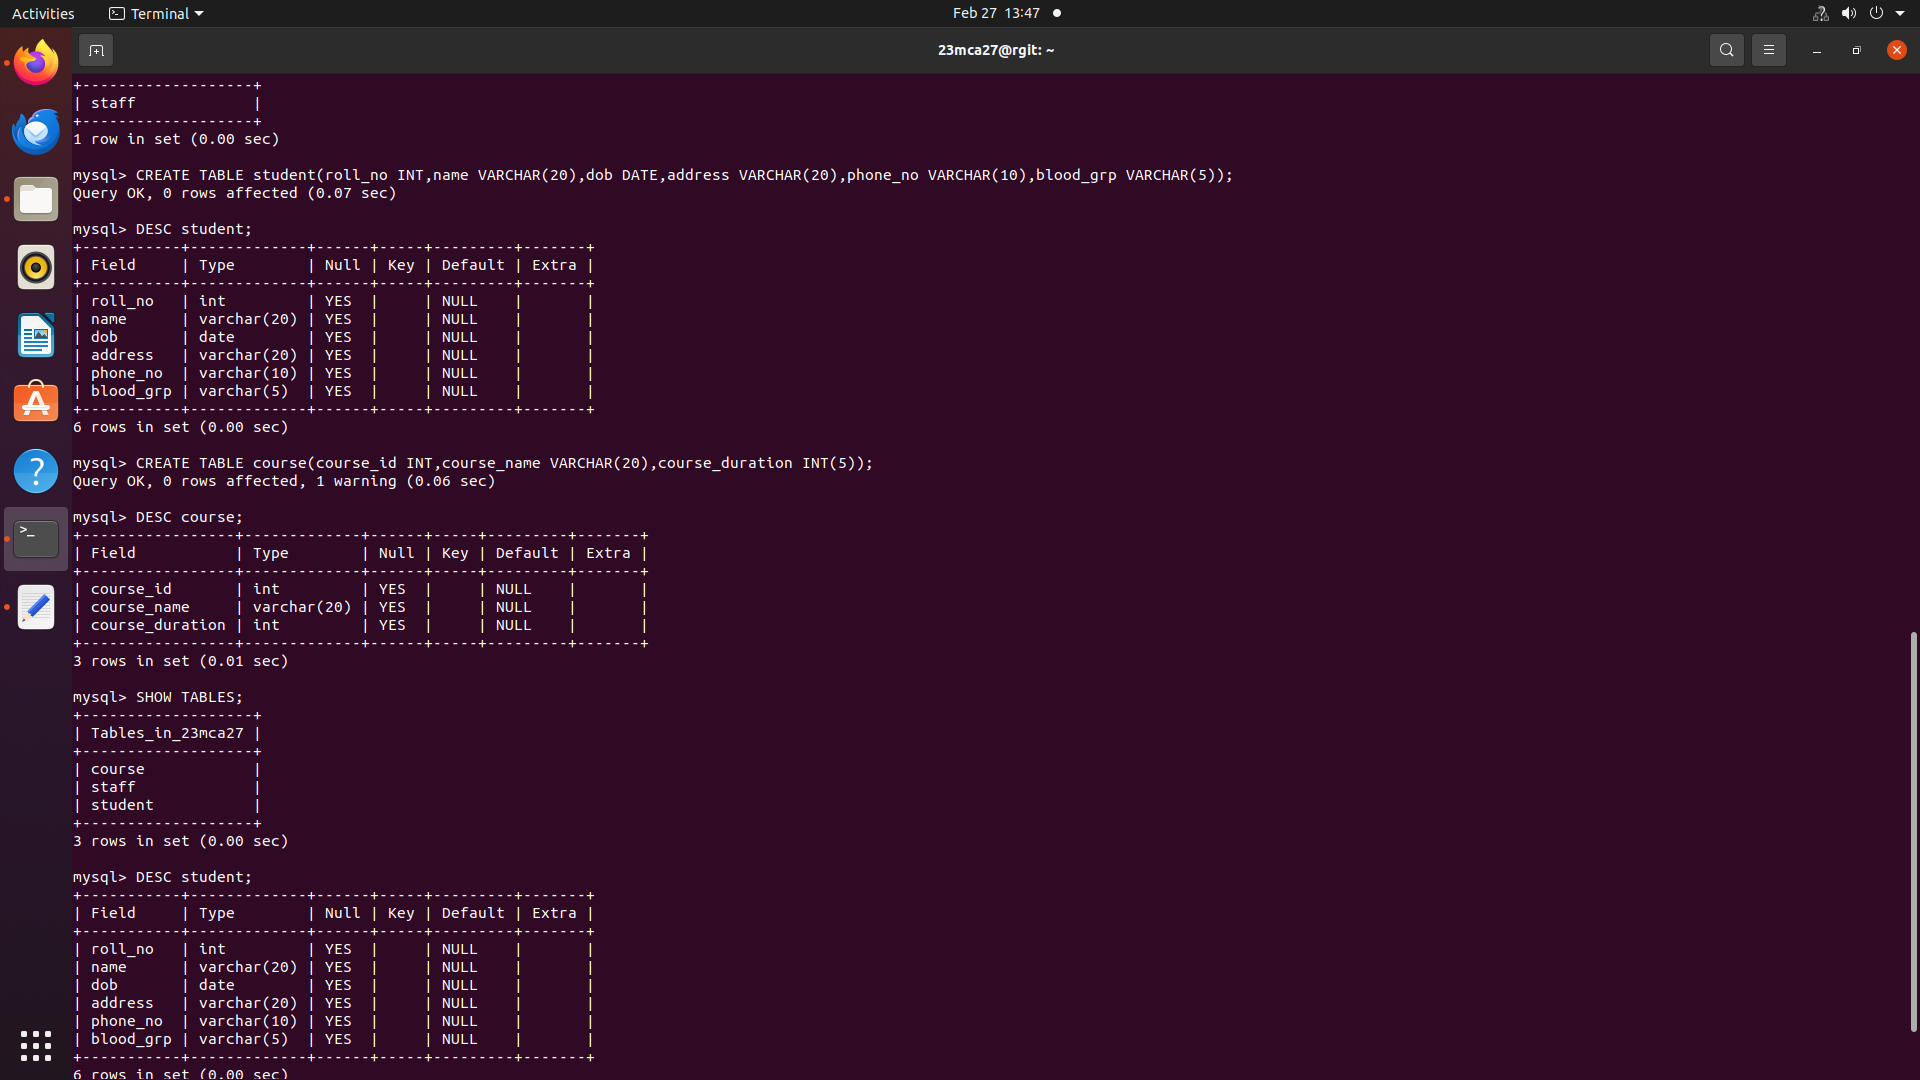 Activities
Terminal
Feb 27 13:47
23mca27@rgit: ~
+-------------------+
| staff             |
+-------------------+
1 row in set (0.00 sec)

mysql> CREATE TABLE student(roll_no INT,name VARCHAR(20),dob DATE,address VARCHAR(20),phone_no VARCHAR(10),blood_grp VARCHAR(5));
Query OK, 0 rows affected (0.07 sec)

mysql> DESC student;
+-----------+-------------+------+-----+---------+-------+
| Field     | Type        | Null | Key | Default | Extra |
+-----------+-------------+------+-----+---------+-------+
| roll_no   | int         | YES  |     | NULL    |       |
| name      | varchar(20) | YES  |     | NULL    |       |
| dob       | date        | YES  |     | NULL    |       |
| address   | varchar(20) | YES  |     | NULL    |       |
| phone_no  | varchar(10) | YES  |     | NULL    |       |
| blood_grp | varchar(5)  | YES  |     | NULL    |       |
+-----------+-------------+------+-----+---------+-------+
6 rows in set (0.00 sec)

mysql> CREATE TABLE course(course_id INT,course_name VARCHAR(20),course_duration INT(5));
Query OK, 0 rows affected, 1 warning (0.06 sec)

mysql> DESC course;
+-----------------+-------------+------+-----+---------+-------+
| Field           | Type        | Null | Key | Default | Extra |
+-----------------+-------------+------+-----+---------+-------+
| course_id       | int         | YES  |     | NULL    |       |
| course_name     | varchar(20) | YES  |     | NULL    |       |
| course_duration | int         | YES  |     | NULL    |       |
+-----------------+-------------+------+-----+---------+-------+
3 rows in set (0.01 sec)

mysql> SHOW TABLES;
+-------------------+
| Tables_in_23mca27 |
+-------------------+
| course            |
| staff             |
| student           |
+-------------------+
3 rows in set (0.00 sec)

mysql> DESC student;
+-----------+-------------+------+-----+---------+-------+
| Field     | Type        | Null | Key | Default | Extra |
+-----------+-------------+------+-----+---------+-------+
| roll_no   | int         | YES  |     | NULL    |       |
| name      | varchar(20) | YES  |     | NULL    |       |
| dob       | date        | YES  |     | NULL    |       |
| address   | varchar(20) | YES  |     | NULL    |       |
| phone_no  | varchar(10) | YES  |     | NULL    |       |
| blood_grp | varchar(5)  | YES  |     | NULL    |       |
+-----------+-------------+------+-----+---------+-------+
6 rows in set (0.00 sec)